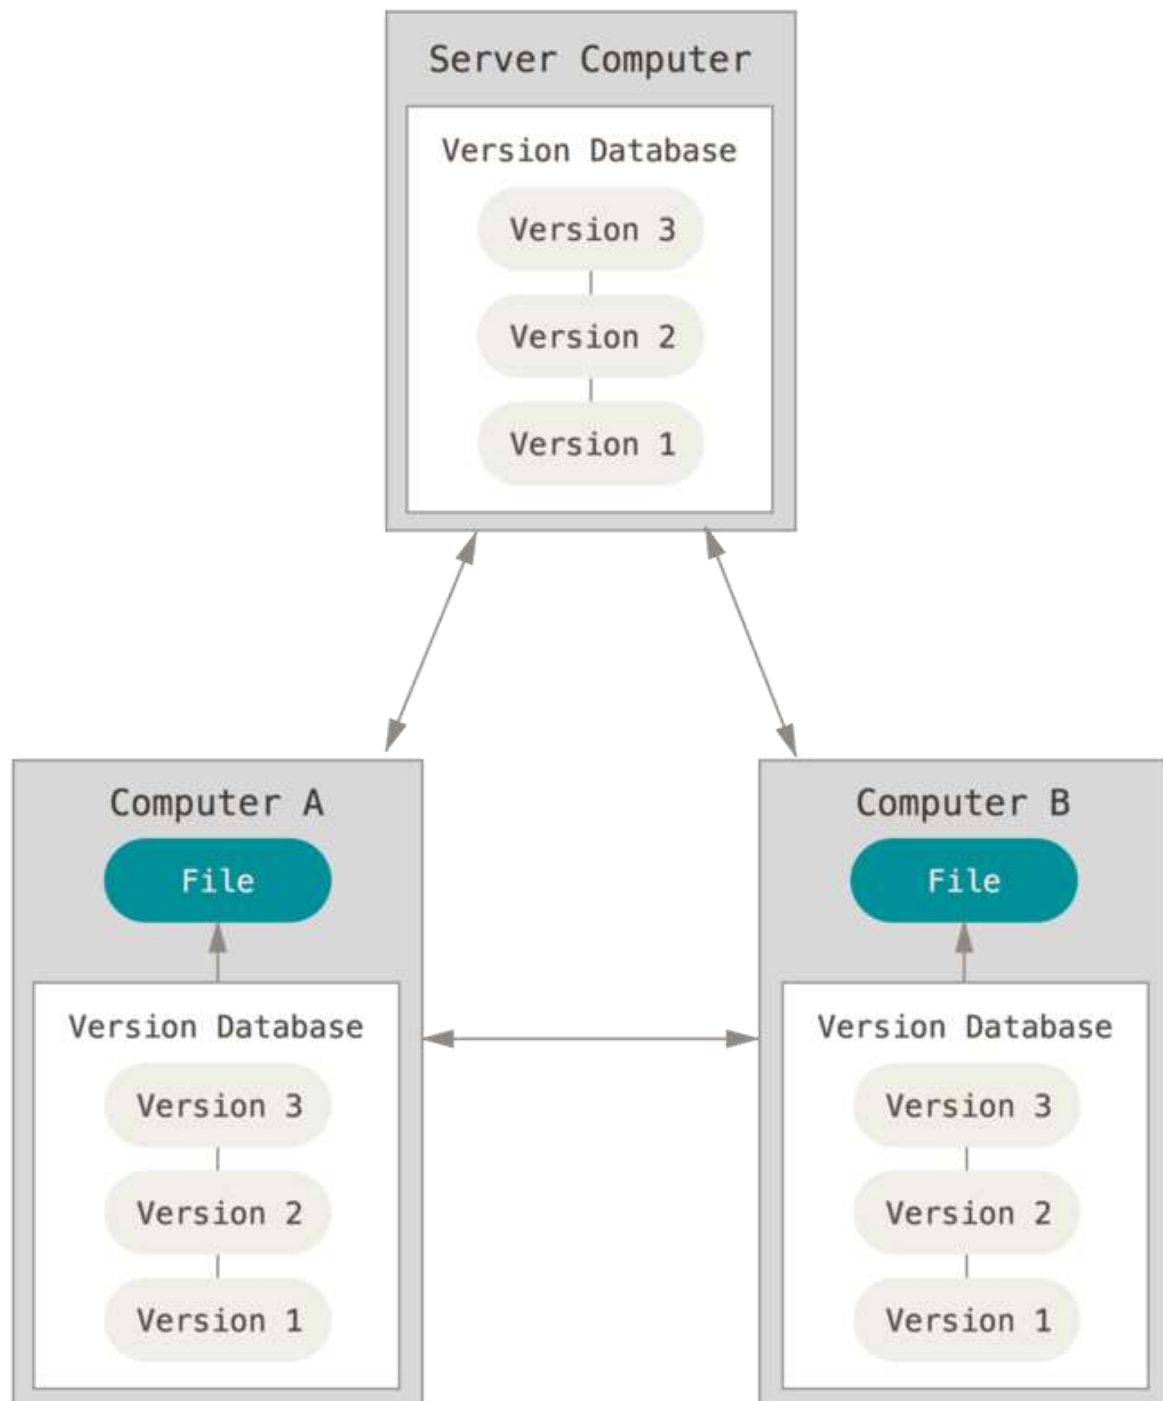 Server Computer
Version Database
Version 3
Version 2
Version 1
Computer A
File
Version Database
Version 3
Version 2
Version 1
Computer B
File
Version Database
Version 3
Version 2
Version 1